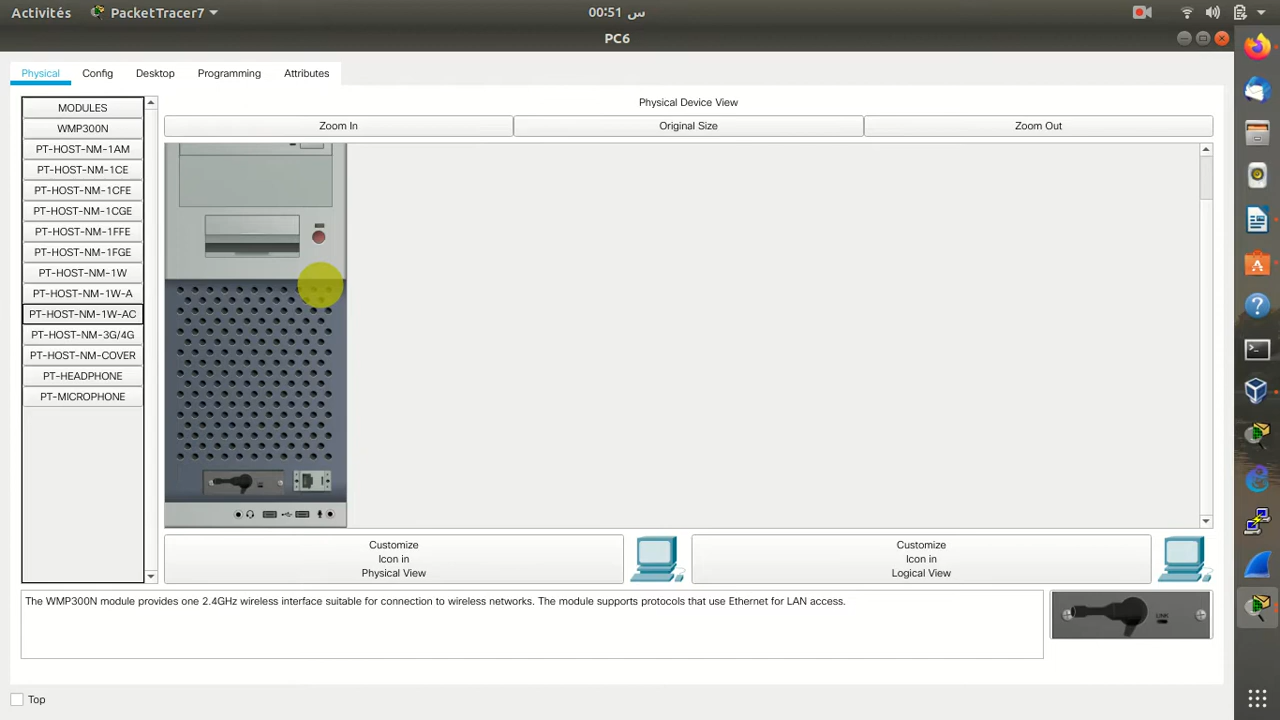 Activités
PacketTracer7
00:51 س
PC6
Physical
Config
Desktop
Programming
Attributes
MODULES
WMP300N
PT-HOST-NM-1AM
PT-HOST-NM-1CE
PT-HOST-NM-1CFE
PT-HOST-NM-1CGE
PT-HOST-NM-1FFE
PT-HOST-NM-1FGE
PT-HOST-NM-1W
PT-HOST-NM-1W-A
PT-HOST-NM-1W-AC
PT-HOST-NM-3G/4G
PT-HOST-NM-COVER
PT-HEADPHONE
PT-MICROPHONE
Physical Device View
Zoom In
Original Size
Zoom Out
Customize
Icon in
Physical View
Customize
Icon in
Logical View
The WMP300N module provides one 2.4GHz wireless interface suitable for connection to wireless networks. The module supports protocols that use Ethernet for LAN access.
LINK
Top